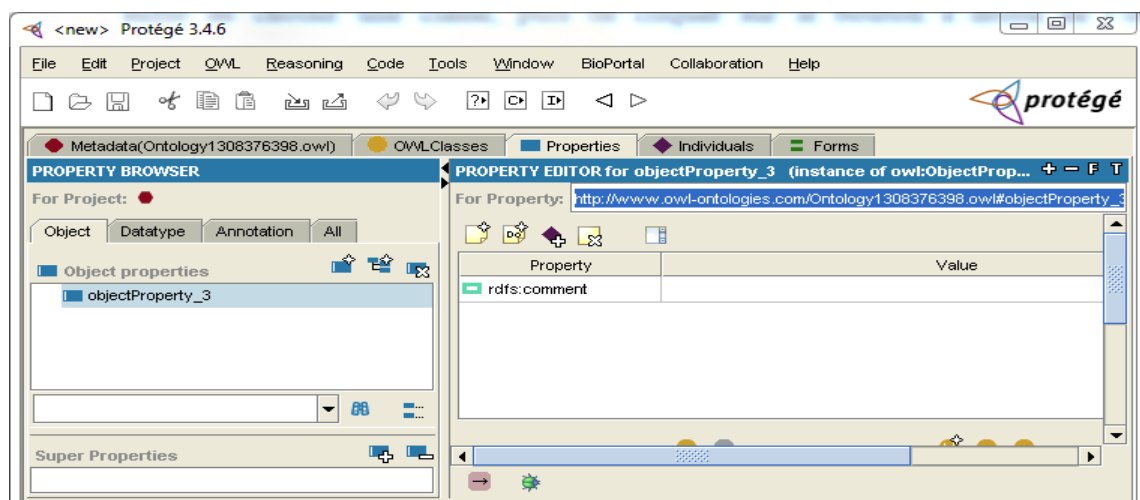 <new> Protégé 3.4.6
File Edit Project OWL Reasoning Code Tools Window BioPortal Collaboration Help
protégé
Metadata(Ontology1308376398.owl) OWLClasses Properties Individuals Forms
PROPERTY BROWSER
For Project:
Object Datatype Annotation All
Object properties
objectProperty_3
Super Properties
PROPERTY EDITOR for objectProperty_3 (instance of owl:ObjectProp... F T
For Property: http://www.owl-ontologies.com/Ontology1308376398.owl#objectProperty_3
Property Value
rdfs:comment